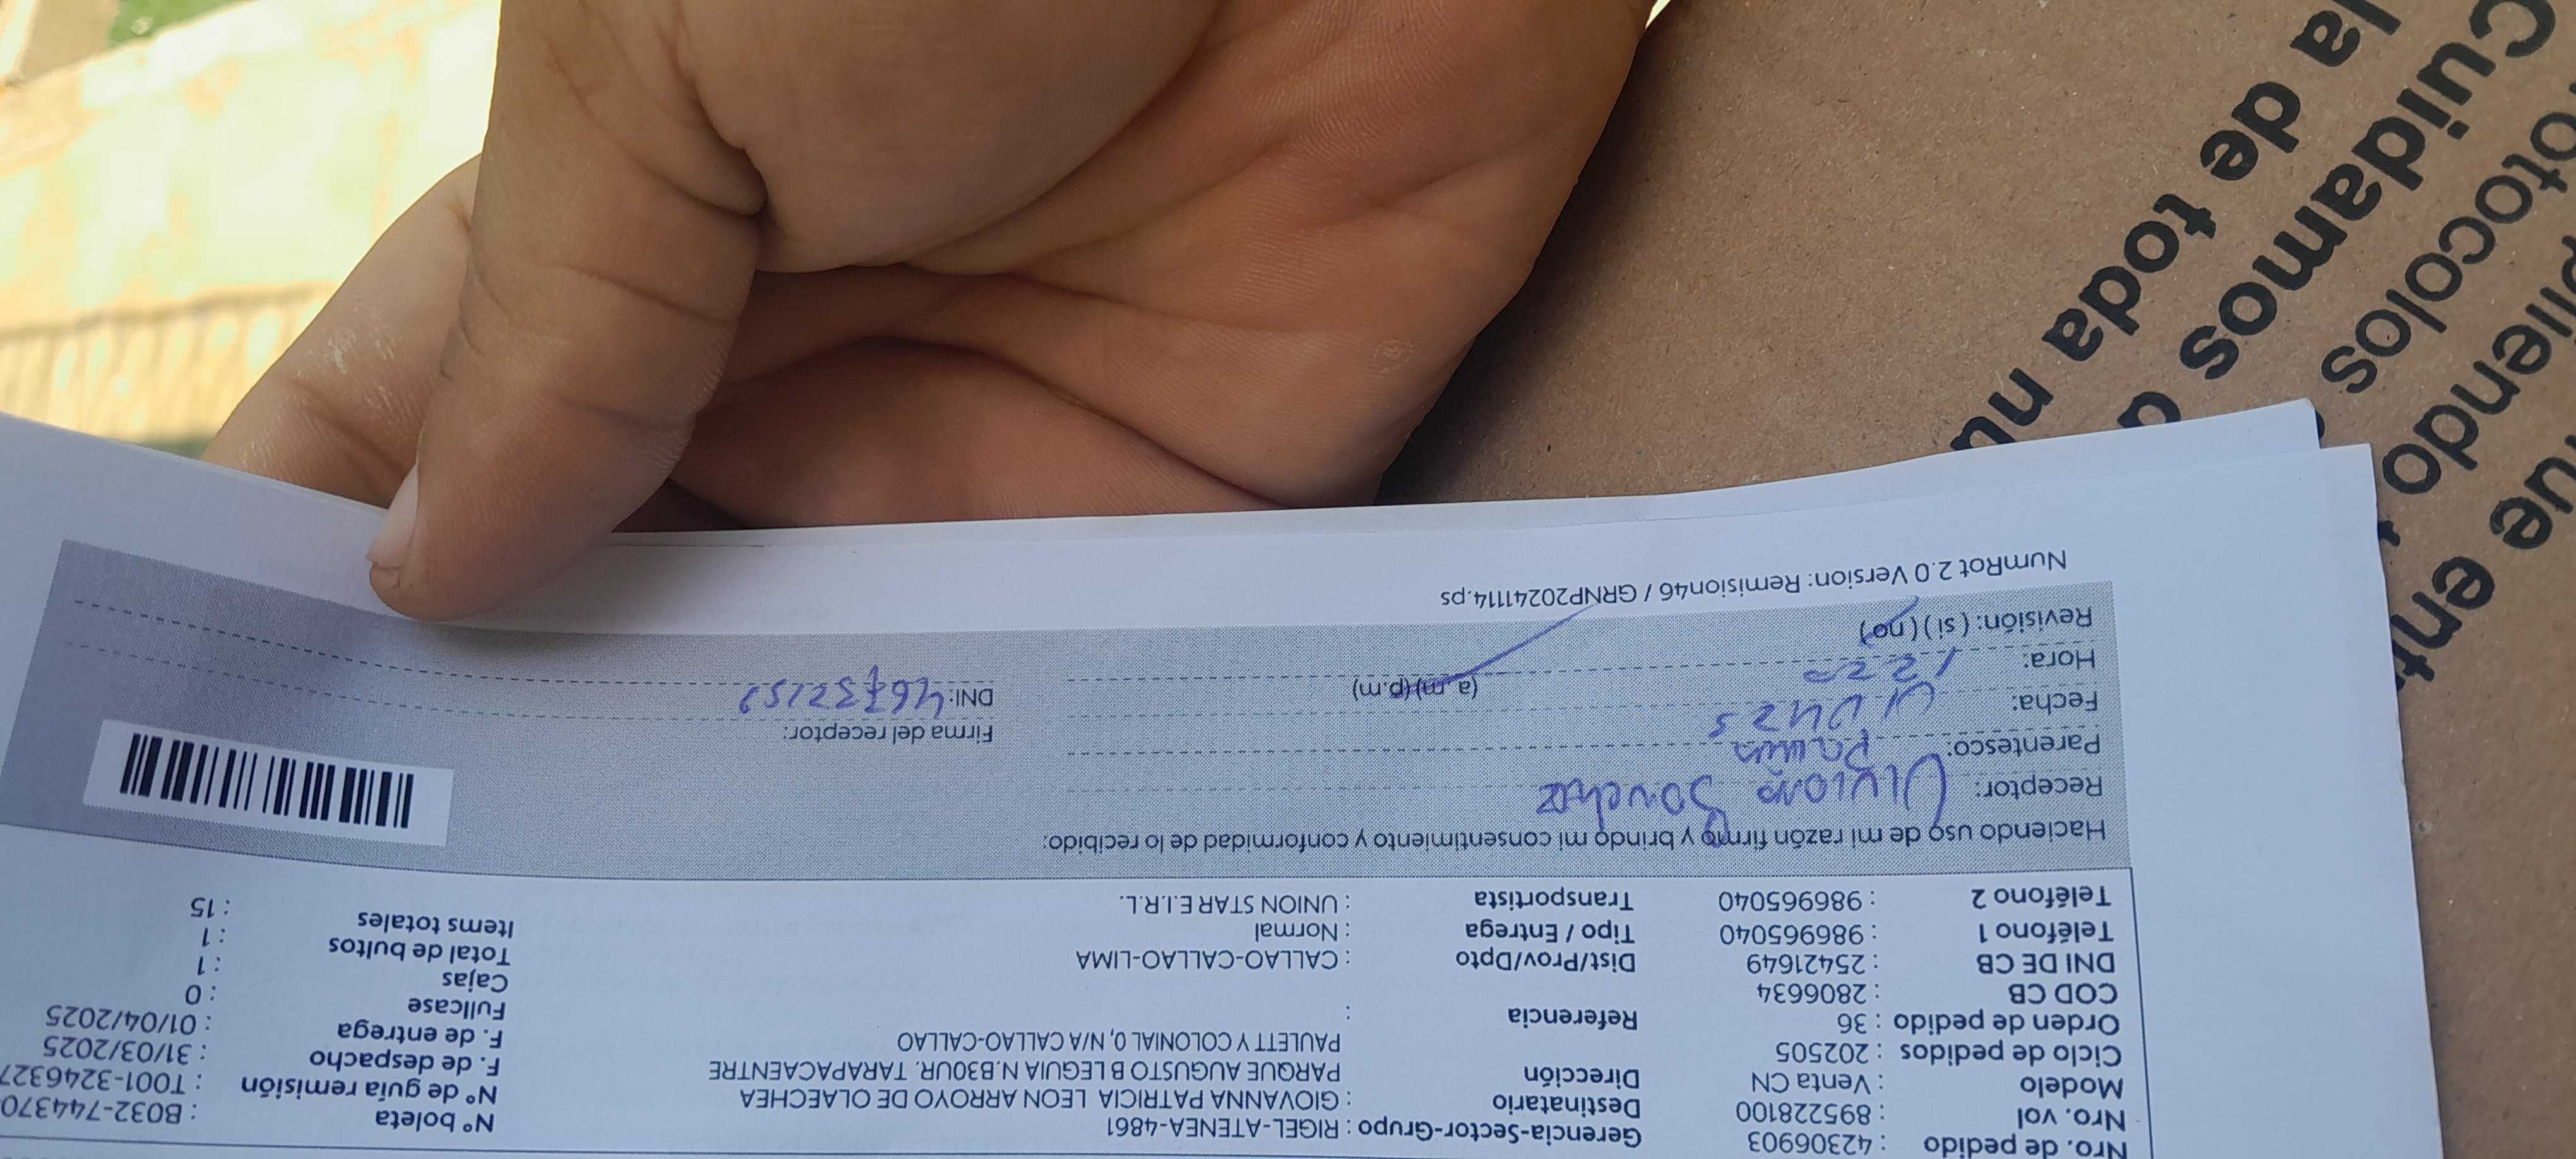 Nro. de pedido : 42306903
Nro. vol : 895228100
Modelo : Venta CN
Ciclo de pedidos : 202505
Orden de pedido : 36
COD CB : 2806634
DNI DE CB : 25421649
Teléfono 1 : 986965040
Teléfono 2 : 986965040
Gerencia-Sector-Grupo : RIGEL-ATENEA-4861
Destinatario : GIOVANNA PATRICIA LEON ARROYO DE OLAECHEA
Dirección PARQUE AUGUSTO B LEGUIA N.B30UR. TARAPACAENTRE
PAULETT Y COLONIAL 0, N/A CALLAO-CALLAO
Referencia :
Dist/Prov/Dpto : CALLAO-CALLAO-LIMA
Tipo / Entrega : Normal
Transportista : UNION STAR E.I.R.L.
N° boleta : B032-744370
N° de guía remisión : T001-3246327
F. de despacho : 31/03/2025
F. de entrega : 01/04/2025
Fullcase : 0
Cajas : 1
Total de bultos : 1
Items totales : 15
Haciendo uso de mi razón firmo y brindo mi consentimiento y conformidad de lo recibido:
Receptor: Viviana Sanchez
Parentesco:
Fecha:
Hora: (a.m)(p.m)
Revisión: (si) (no)
Firma del receptor:
DNI:
NumRot 2.0 Version: Remision46 / GRNP20241114.ps
Cuidamos
la de toda nu